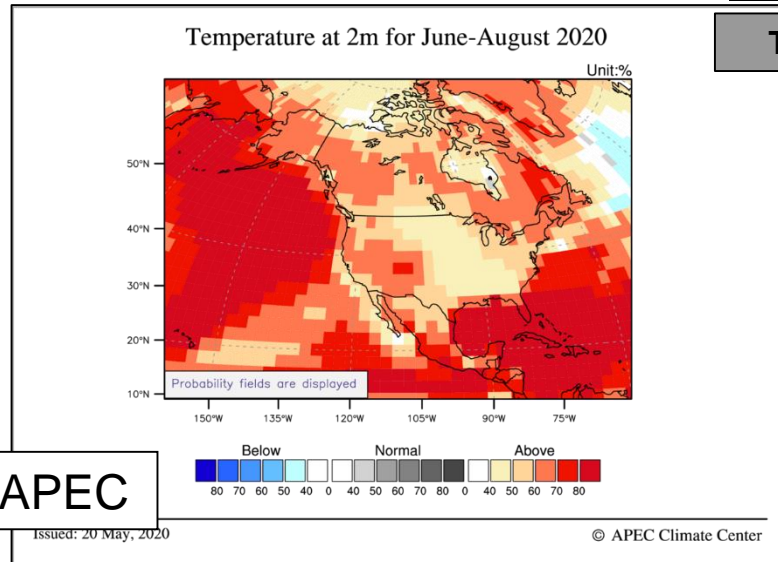 Temperature at 2m for June-August 2020
T
Unit:%
50°N
40°N
30°N
20°N
10°N
Probability fields are displayed
150°W 135°W 120°W 105°W 90°W 75°W
Below Normal Above
80 70 60 50 40 0 40 50 60 70 80 0 40 50 60 70 80
APEC
Issued: 20 May, 2020
© APEC Climate Center